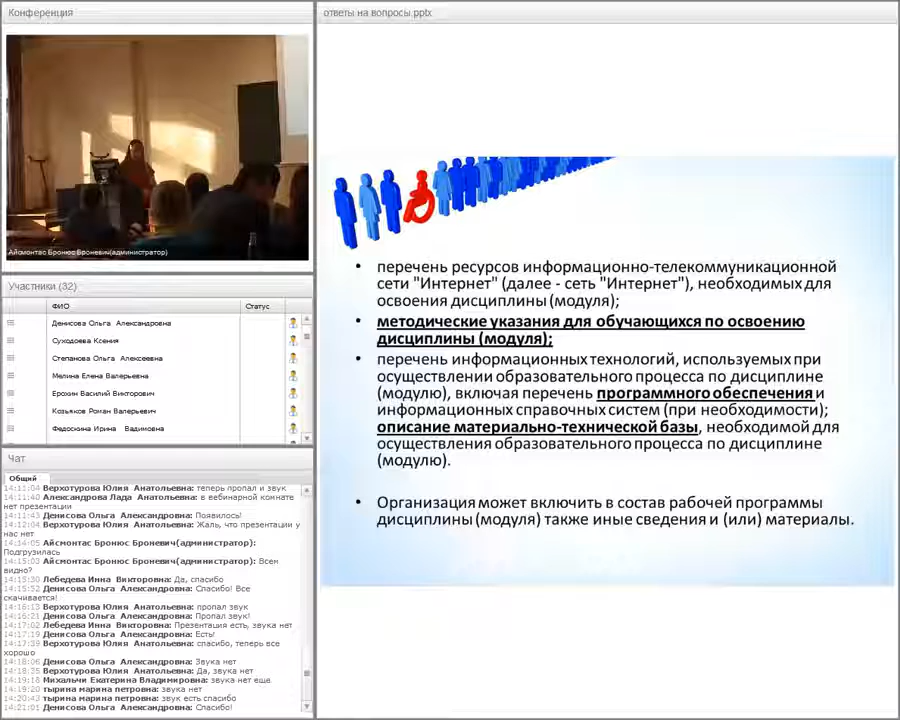 Конференция
Айсмонтас Бронюс Броневич(администратор)
Участники (32)
ФИО
Статус
Денисова Ольга Александровна
Суходоева Ксения
Степанова Ольга Алексеевна
Мелина Елена Валерьевна
Ерохин Василий Викторович
Козьяков Роман Валерьевич
Федоскина Ирина Вадимовна
Чат
Общий
14:11:04 Верхотурова Юлия Анатольевна: теперь пропал и звук
14:11:40 Александрова Лада Анатольевна: в вебинарной комнате
нет презентации
14:11:43 Денисова Ольга Александровна: Появилось!
14:12:04 Верхотурова Юлия Анатольевна: Жаль, что презентации у
нас нет
14:14:05 Айсмонтас Бронюс Броневич(администратор):
Подгрузилась
14:15:03 Айсмонтас Бронюс Броневич(администратор): Всем
видно?
14:15:30 Лебедева Инна Викторовна: Да, спасибо
14:15:52 Денисова Ольга Александровна: Спасибо! Все
скачивается!
14:16:13 Верхотурова Юлия Анатольевна: пропал звук
14:16:21 Денисова Ольга Александровна: Пропал звук!
14:17:02 Лебедева Инна Викторовна: Презентация есть, звука нет
14:17:19 Денисова Ольга Александровна: Есть!
14:17:39 Верхотурова Юлия Анатольевна: спасибо, теперь все
хорошо
14:18:06 Денисова Ольга Александровна: Звука нет
14:18:35 Верхотурова Юлия Анатольевна: Да, звука нет
14:19:18 Михальчи Екатерина Владимировна: звука нет еще
14:19:20 тырина марина петровна: звука нет
14:20:43 тырина марина петровна: звук есть спасибо
14:21:01 Денисова Ольга Александровна: Спасибо!
ответы на вопросы.pptx
• перечень ресурсов информационно-телекоммуникационной
сети "Интернет" (далее - сеть "Интернет"), необходимых для
освоения дисциплины (модуля);
• методические указания для обучающихся по освоению
дисциплины (модуля);
• перечень информационных технологий, используемых при
осуществлении образовательного процесса по дисциплине
(модулю), включая перечень программного обеспечения и
информационных справочных систем (при необходимости);
описание материально-технической базы, необходимой для
осуществления образовательного процесса по дисциплине
(модулю).
• Организация может включить в состав рабочей программы
дисциплины (модуля) также иные сведения и (или) материалы.